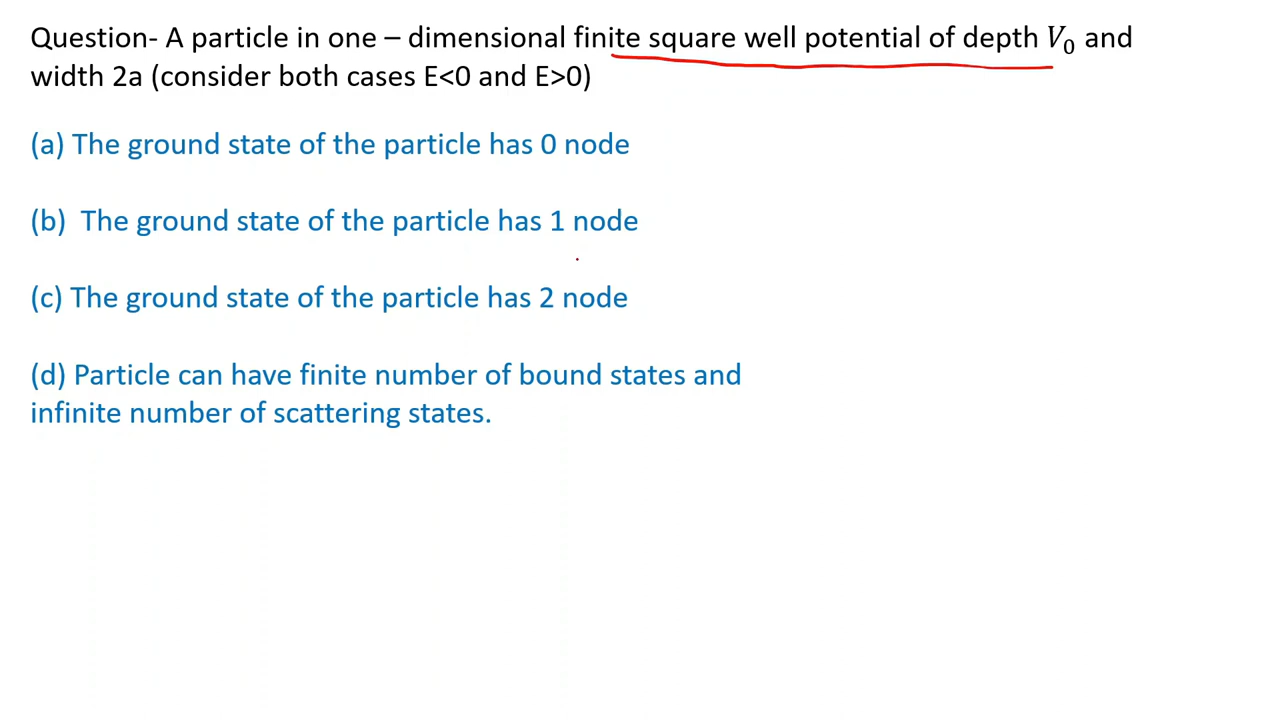 Question- A particle in one – dimensional finite square well potential of depth V₀ and
width 2a (consider both cases E<0 and E>0)
(a) The ground state of the particle has 0 node
(b) The ground state of the particle has 1 node
(c) The ground state of the particle has 2 node
(d) Particle can have finite number of bound states and
infinite number of scattering states.